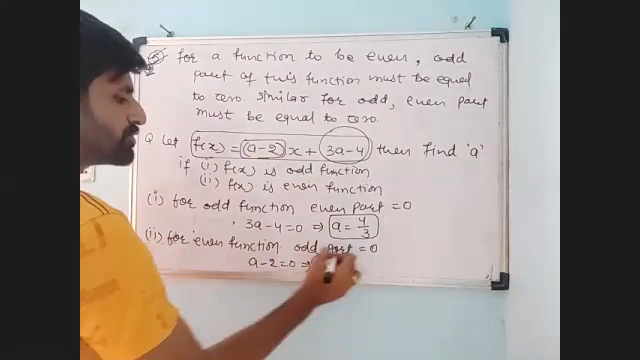 ⑤ For a function to be even, odd
part of this function must be equal
to zero similar for odd, even part
must be equal to zero.
Q Let f(x) = (a-2)x + 3a-4 then find 'a'
if (i) f(x) is odd function
(ii) f(x) is even function
(i) for odd function even part = 0
3a-4=0 ⇒ a = 4/3
(ii) for even function odd part = 0
a-2=0 ⇒